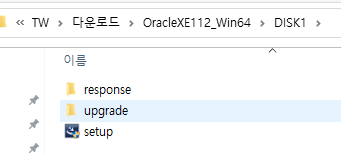 « TW > 다운로드 > OracleXE112_Win64 > DISK1 >
이름
response
upgrade
setup